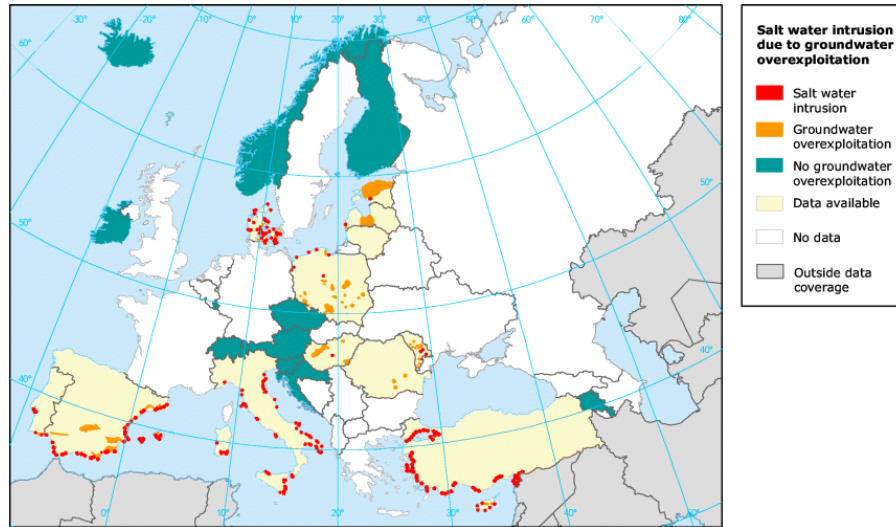 -30°
-20°
-10°
0°
10°
20°
30°
40°
50°
60°
70°
60°
50°
50°
40°
40°
0°
10°
20°
30°
40°
50°
Salt water intrusion
due to groundwater
overexploitation
Salt water
intrusion
Groundwater
overexploitation
No groundwater
overexploitation
Data available
No data
Outside data
coverage